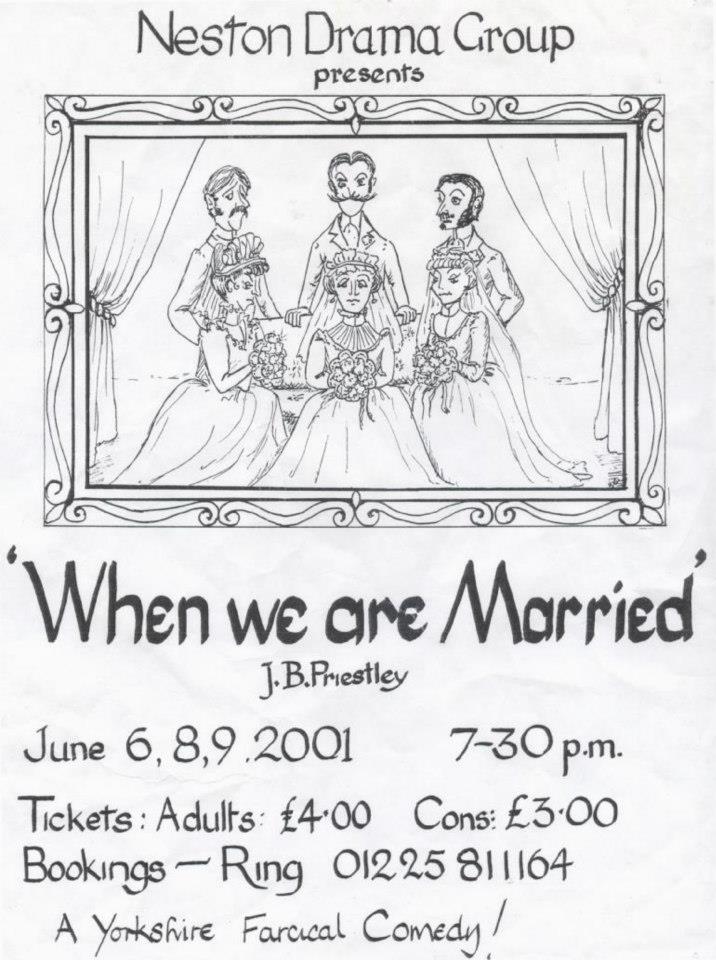 Neston Drama Group
presents
'When we are Married'
J.B.Priestley
June 6, 8, 9 . 2001 7-30 p.m.
Tickets: Adults: £4·00 Cons: £3·00
Bookings — Ring 01225 811164
A Yorkshire Farcical Comedy!